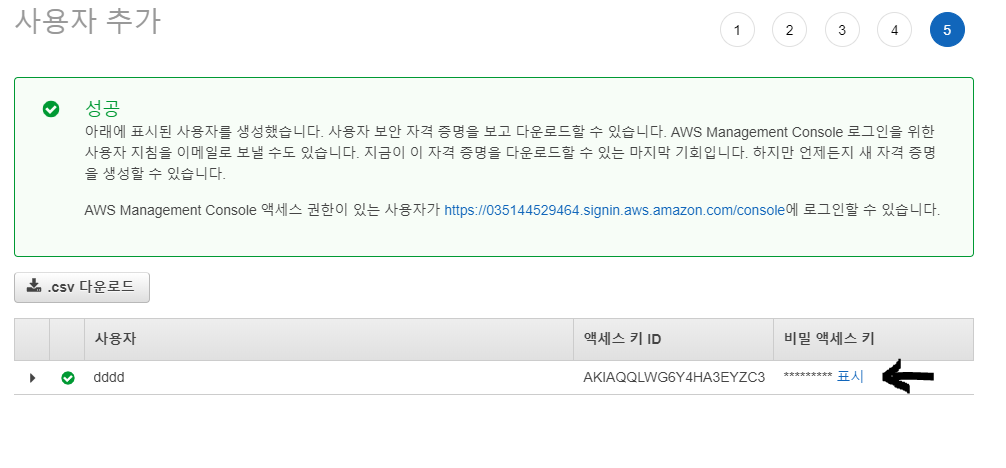 사용자 추가
1 2 3 4 5
성공
아래에 표시된 사용자를 생성했습니다. 사용자 보안 자격 증명을 보고 다운로드할 수 있습니다. AWS Management Console 로그인을 위한
사용자 지침을 이메일로 보낼 수도 있습니다. 지금이 이 자격 증명을 다운로드할 수 있는 마지막 기회입니다. 하지만 언제든지 새 자격 증명
을 생성할 수 있습니다.
AWS Management Console 액세스 권한이 있는 사용자가 https://035144529464.signin.aws.amazon.com/console에 로그인할 수 있습니다.
.csv 다운로드
사용자 액세스 키 ID 비밀 액세스 키
dddd AKIAQQLWG6Y4HA3EYZC3 ********* 표시